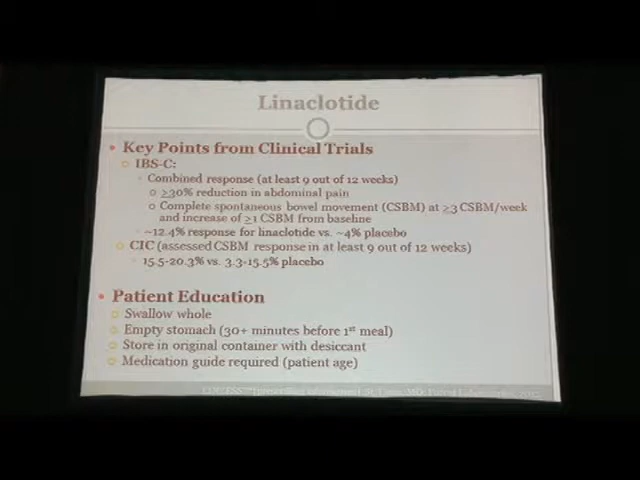 Linaclotide
• Key Points from Clinical Trials
○ IBS-C:
Combined response (at least 9 out of 12 weeks)
○ ≥30% reduction in abdominal pain
○ Complete spontaneous bowel movement (CSBM) at ≥3 CSBM/week
and increase of ≥1 CSBM from baseline
~12.4% response for linaclotide vs. ~4% placebo
○ CIC (assessed CSBM response in at least 9 out of 12 weeks)
15.5-20.3% vs. 3.3-15.5% placebo
• Patient Education
○ Swallow whole
○ Empty stomach (30+ minutes before 1st meal)
○ Store in original container with desiccant
○ Medication guide required (patient age)